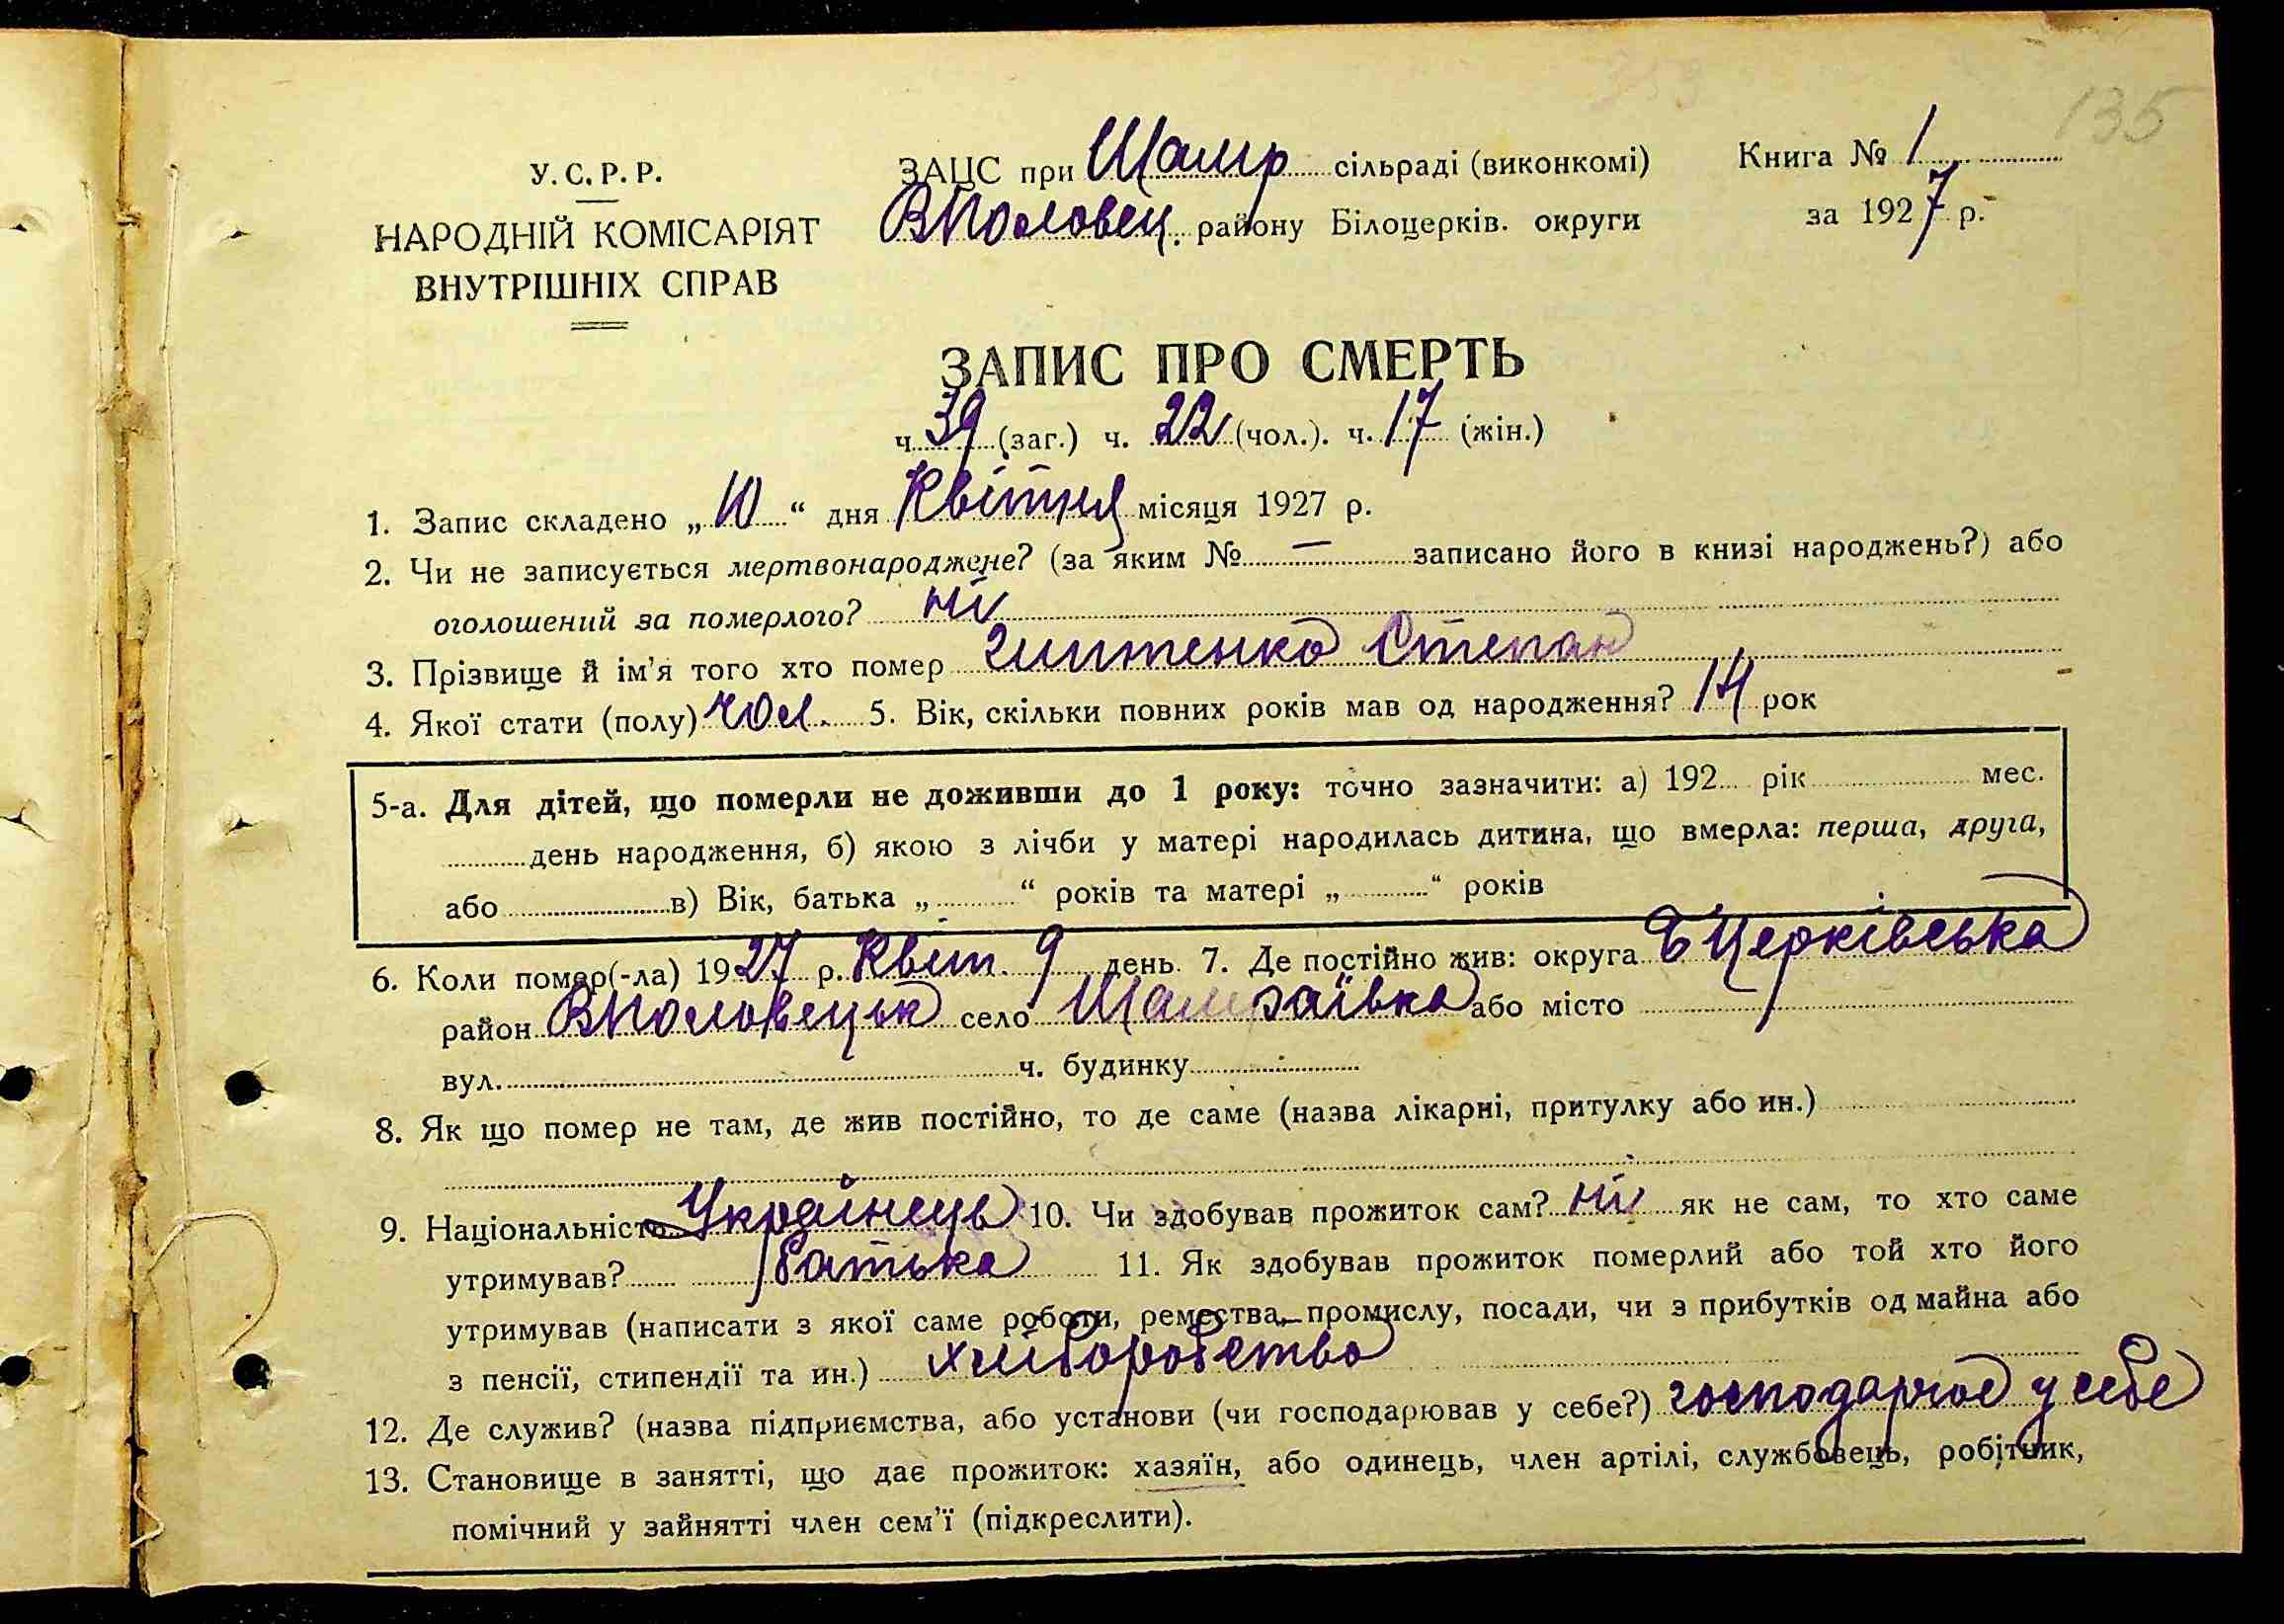 135
У.С.Р.Р.
НАРОДНІЙ КОМІСАРІЯТ
ВНУТРІШНІХ СПРАВ
ЗАЦС при Шамр сільраді (виконкомі)
ВПоловец. району Білоцерків. округи
Книга № 1
за 1927 р.
ЗАПИС ПРО СМЕРТЬ
ч. 39 (заг.) ч. 22 (чол.). ч. 17 (жін.)
1. Запис складено „10“ дня Квітня місяця 1927 р.
2. Чи не записується мертвонароджене? (за яким № — записано його в книзі народжень?) або
оголошений за померлого? ні
3. Прізвище й ім'я того хто помер Степан
4. Якої стати (полу) чол. 5. Вік, скільки повних років мав од народження? 14 рок
5-а. Для дітей, що померли не доживши до 1 року: точно зазначити: а) 192 рік мес.
день народження, б) якою з лічби у матері народилась дитина, що вмерла: перша, друга,
або в) Вік, батька „ “ років та матері „ “ років
6. Коли помер(-ла) 1927 р. Квіт. 9 день. 7. Де постійно жив: округа БЦерківська
район ВПоловецьк село Шамраївка або місто
вул. ч. будинку
8. Як що помер не там, де жив постійно, то де саме (назва лікарні, притулку або ин.)
9. Національність Українець 10. Чи здобував прожиток сам? ні як не сам, то хто саме
утримував? батька 11. Як здобував прожиток померлий або той хто його
утримував (написати з якої саме роботи, ремества, промислу, посади, чи з прибутків од майна або
з пенсії, стипендії та ин.) хліборобство
12. Де служив? (назва підприємства, або установи (чи господарював у себе?) господарює у себе
13. Становище в занятті, що дає прожиток: хазяїн, або одинець, член артілі, службовець, робітник,
помічний у зайнятті член сем'ї (підкреслити).